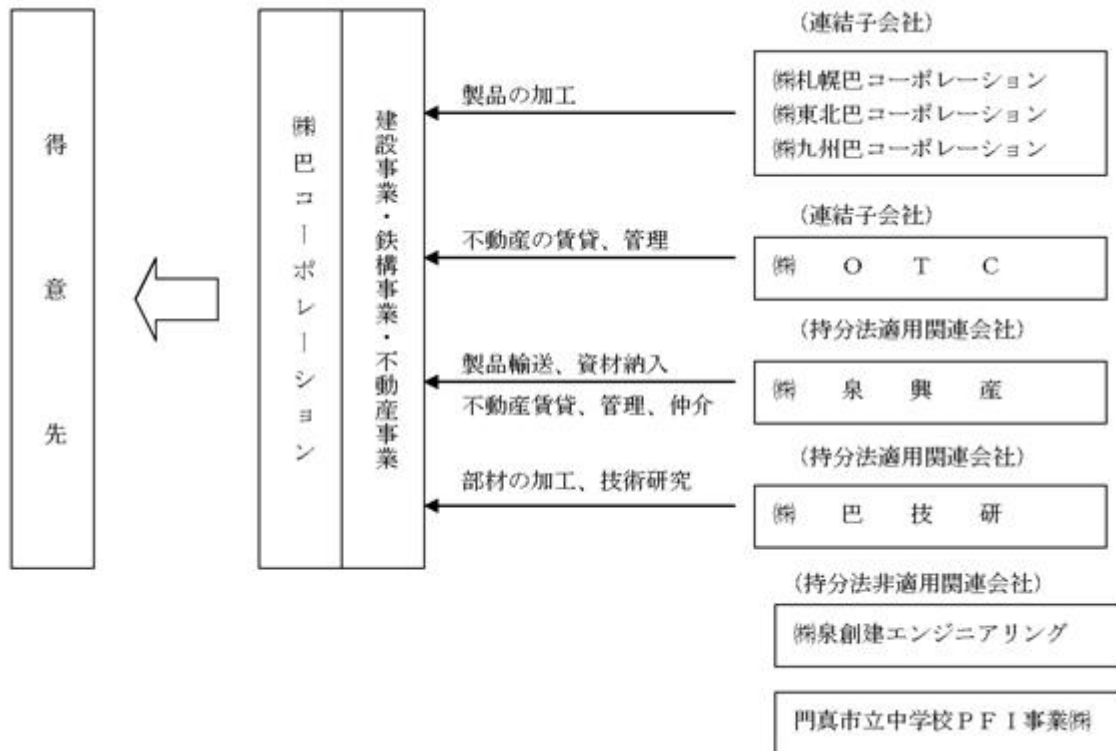 得意先
㈱巴コーポレーション
建設事業・鉄構事業・不動産事業
製品の加工
(連結子会社)
㈱札幌巴コーポレーション
㈱東北巴コーポレーション
㈱九州巴コーポレーション
不動産の賃貸、管理
(連結子会社)
㈱ O T C
製品輸送、資材納入
不動産賃貸、管理、仲介
(持分法適用関連会社)
㈱ 泉 興 産
部材の加工、技術研究
(持分法適用関連会社)
㈱ 巴 技 研
(持分法非適用関連会社)
㈱泉創建エンジニアリング
門真市立中学校PFI事業㈱